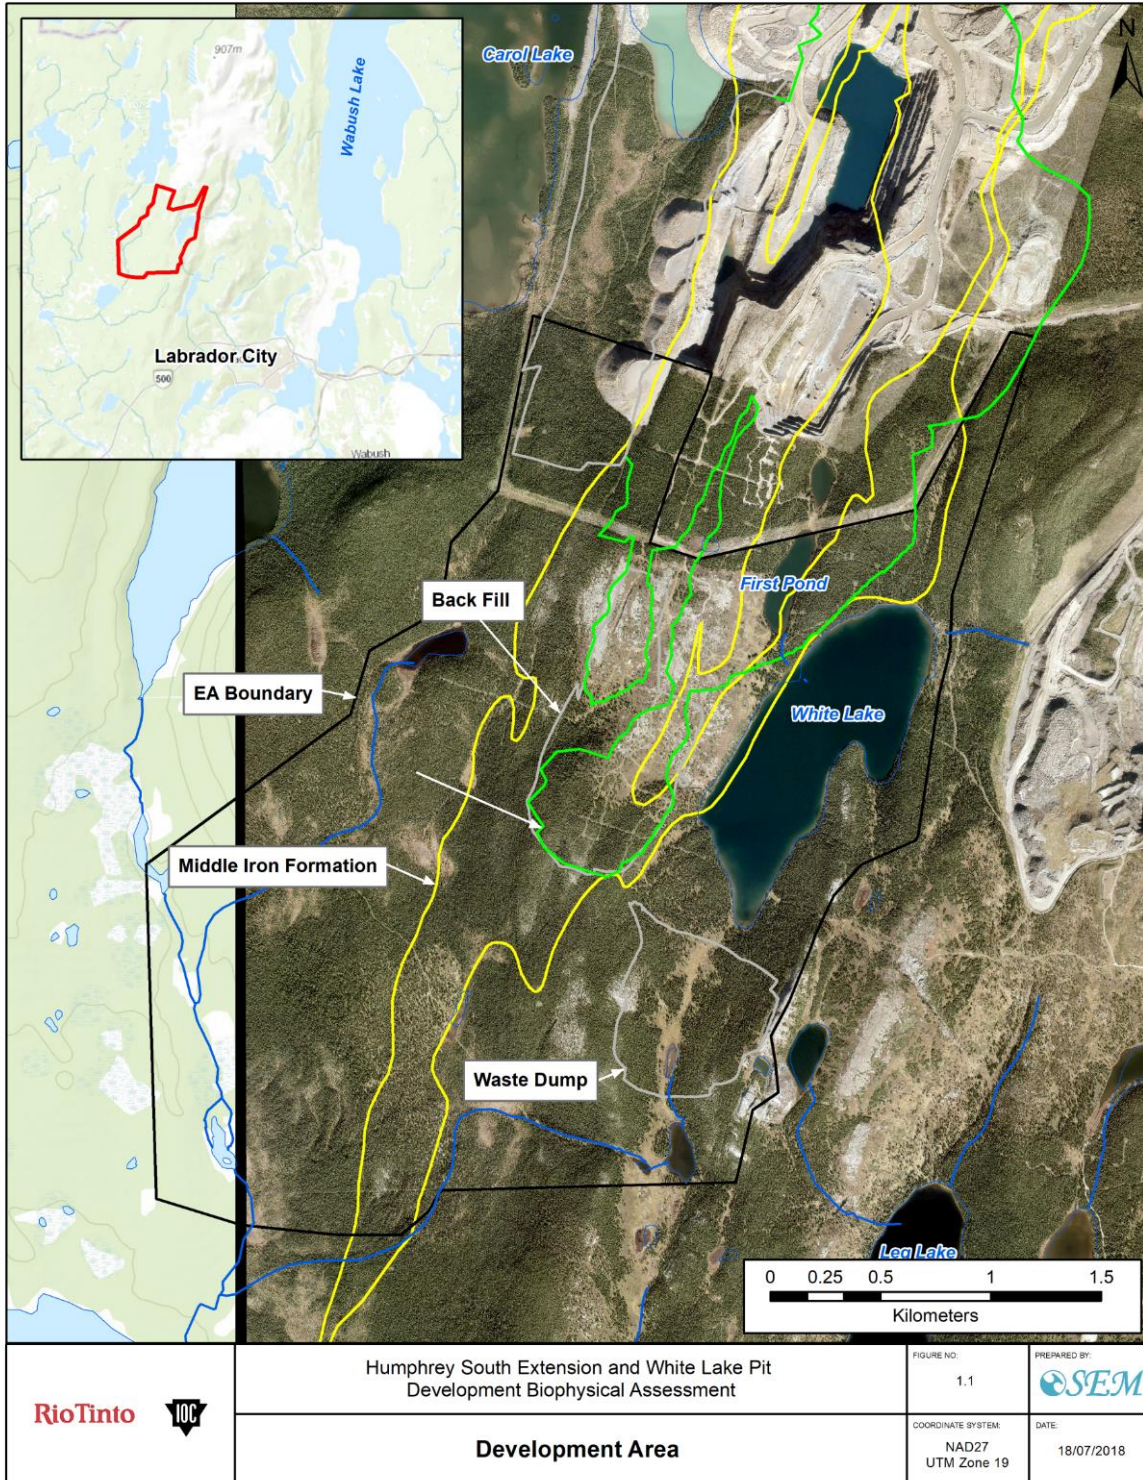 907m
Wabush Lake
Labrador City
500
Wabush
Carol Lake
N
Back Fill
First Pond
EA Boundary
White Lake
Middle Iron Formation
Waste Dump
Leg Lake
0 0.25 0.5 1 1.5
Kilometers
RioTinto
IOC
Humphrey South Extension and White Lake Pit
Development Biophysical Assessment
Development Area
FIGURE NO:
1.1
PREPARED BY:
SEM
COORDINATE SYSTEM:
NAD27
UTM Zone 19
DATE:
18/07/2018